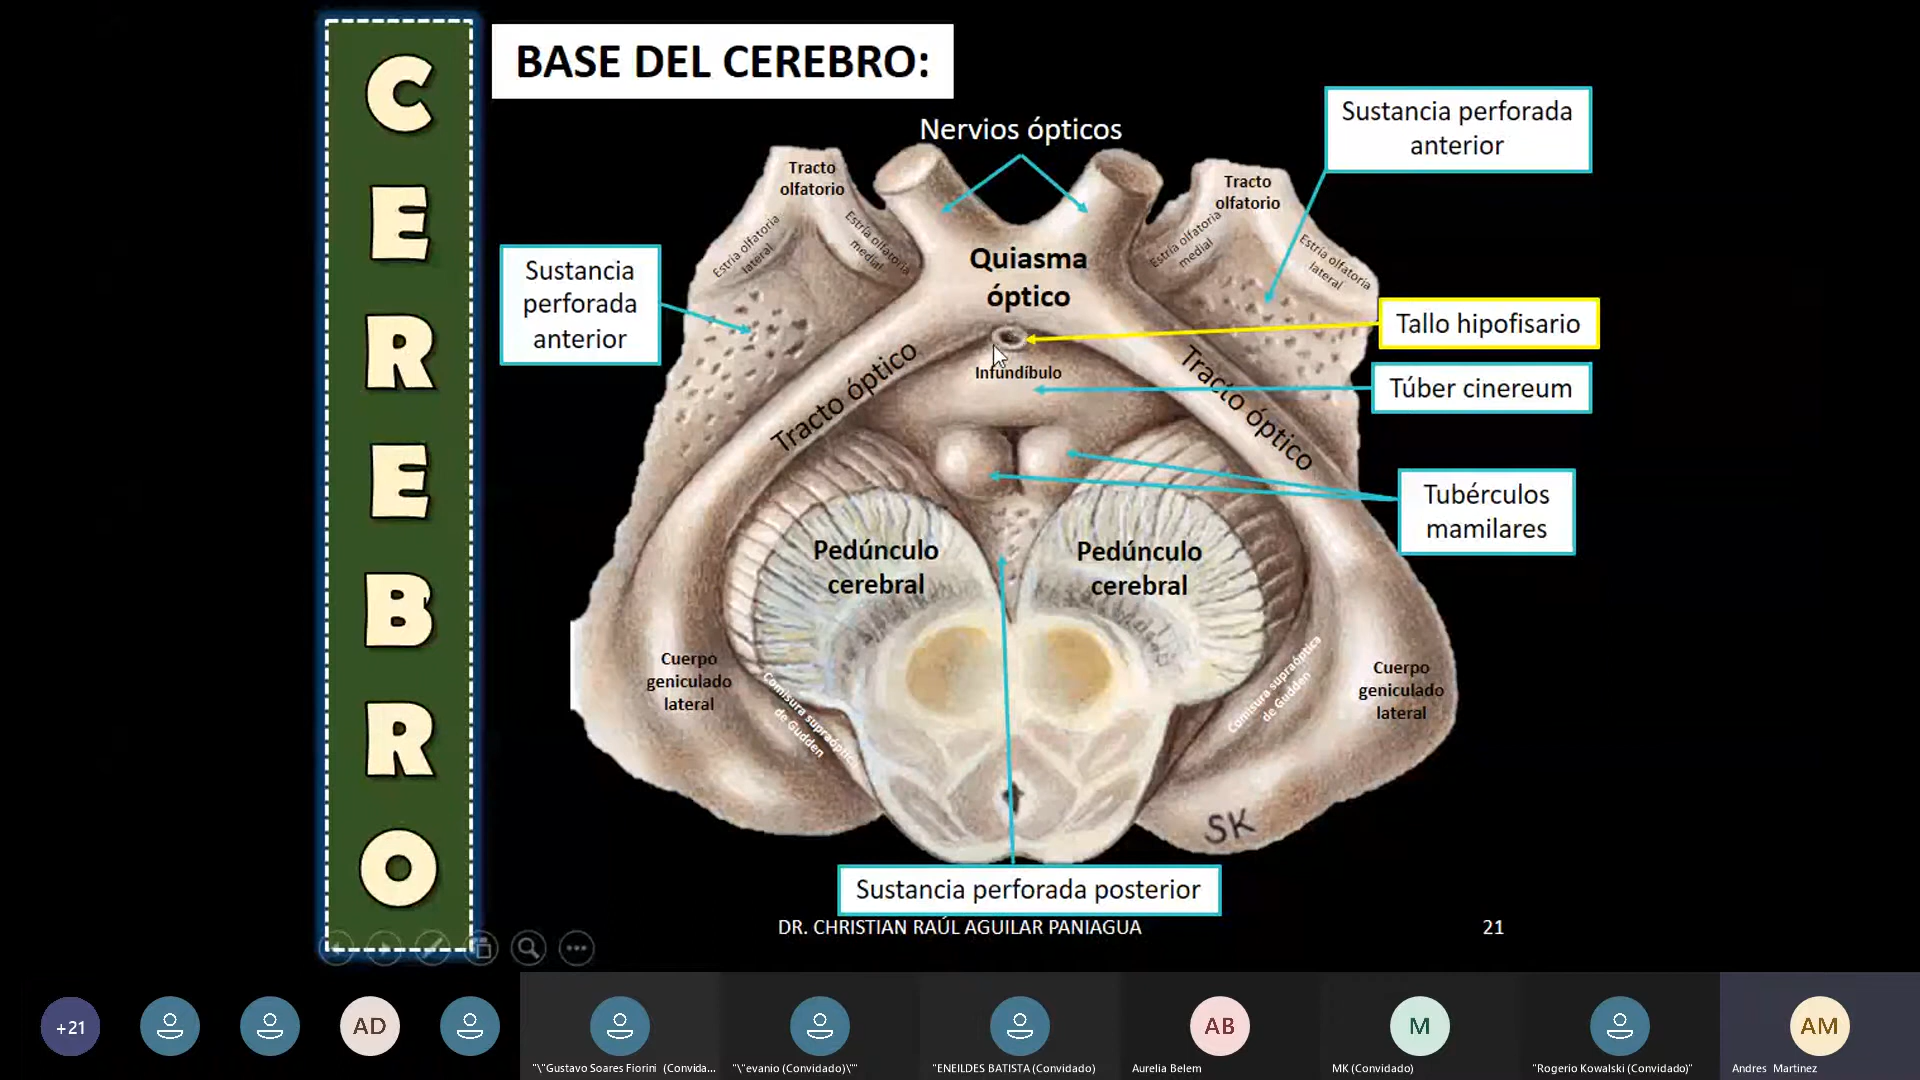 CEREBRO
BASE DEL CEREBRO:
Nervios ópticos
Sustancia perforada
anterior
Tracto
olfatorio
Tracto
olfatorio
Estría olfatoria
lateral
Estría olfatoria
medial
Estría olfatoria
medial
Estría olfatoria
lateral
Sustancia
perforada
anterior
Quiasma
óptico
Tallo hipofisario
Infundíbulo
Túber cinereum
Tracto óptico
Tracto óptico
Tubérculos
mamilares
Pedúnculo
cerebral
Pedúnculo
cerebral
Cuerpo
geniculado
lateral
Comisura supraóptica
de Gudden
Comisura supraóptica
de Gudden
Cuerpo
geniculado
lateral
SK
Sustancia perforada posterior
DR. CHRISTIAN RAÚL AGUILAR PANIAGUA
21
+21
AD
AB
M
AM
"\"Gustavo Soares Fiorini (Convida...
"\"evanio (Convidado)\""
"ENEILDES BATISTA (Convidado)
Aurelia Belem
MK (Convidado)
"Rogerio Kowalski (Convidado)"
Andres Martinez